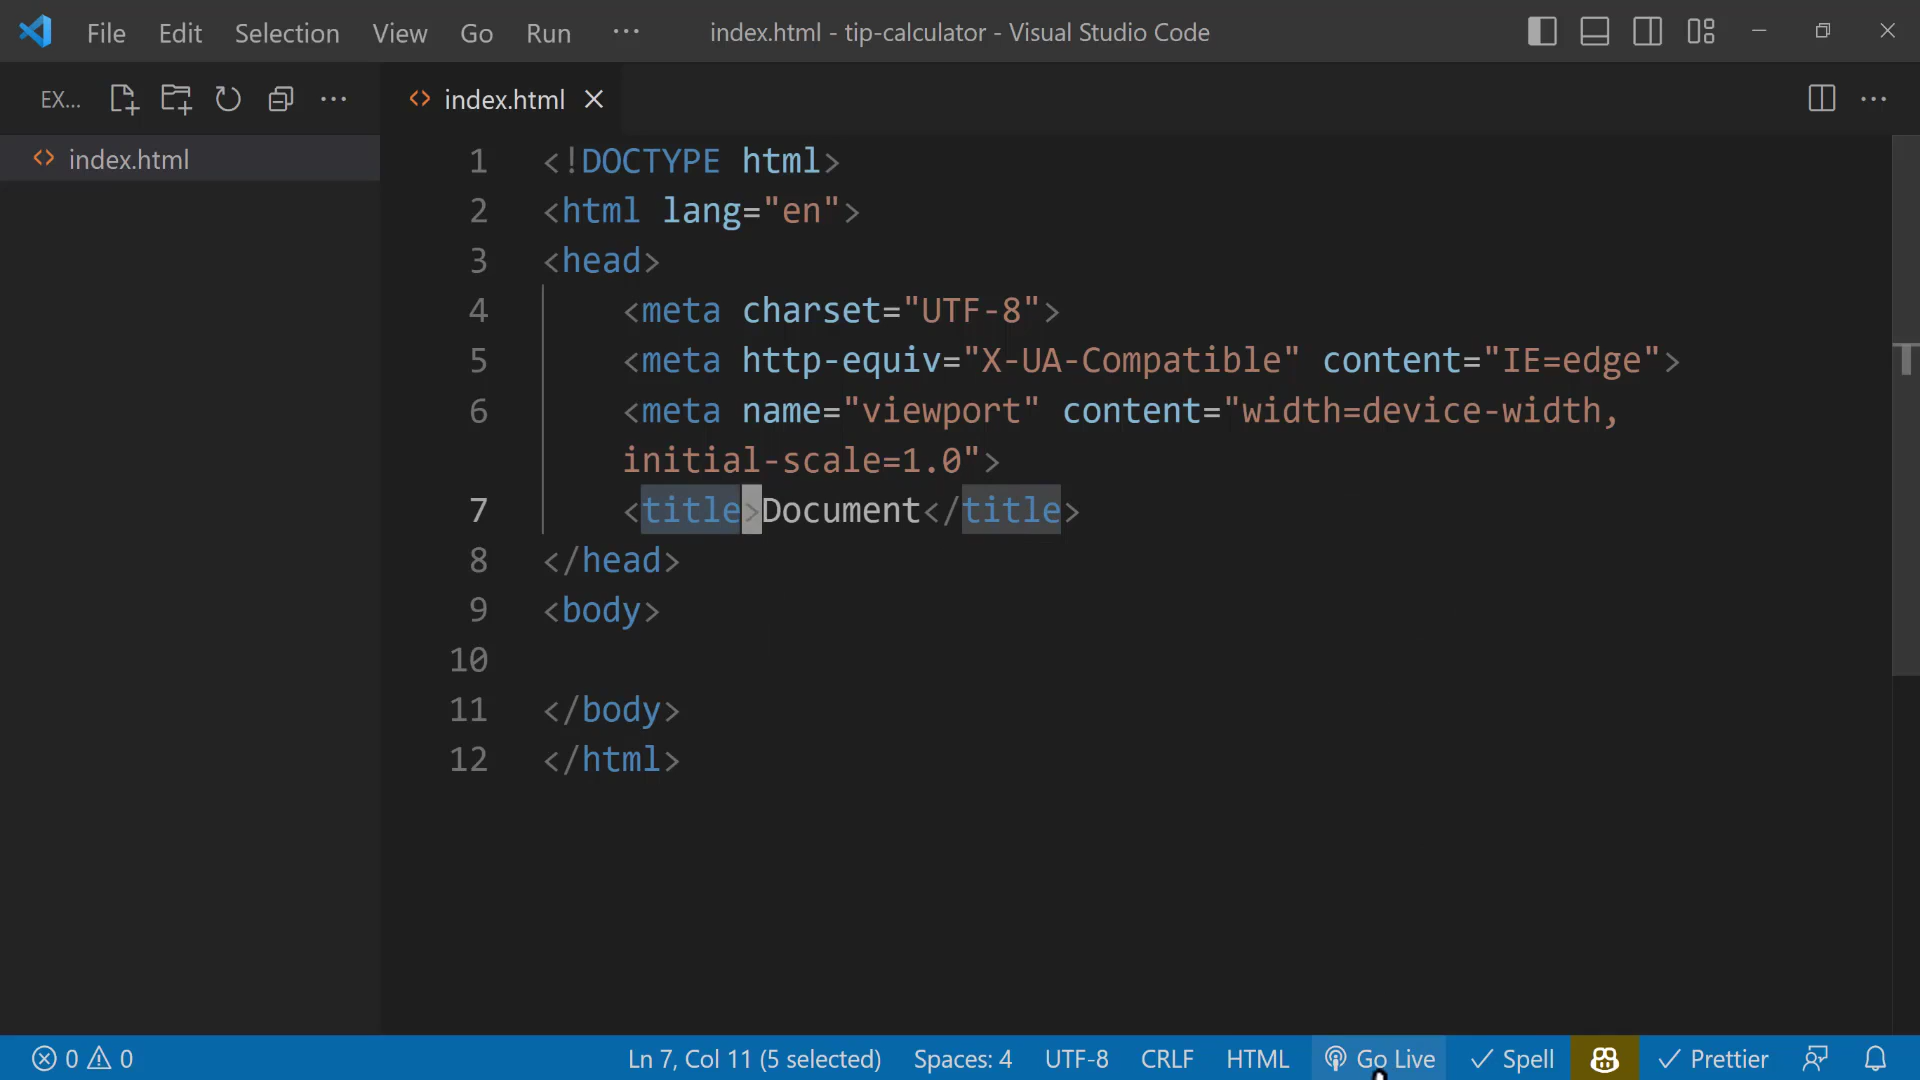 File Edit Selection View Go Run ··· index.html - tip-calculator - Visual Studio Code
EX... ··· index.html ···
index.html
1 <!DOCTYPE html>
2 <html lang="en">
3 <head>
4 <meta charset="UTF-8">
5 <meta http-equiv="X-UA-Compatible" content="IE=edge">
6 <meta name="viewport" content="width=device-width,
initial-scale=1.0">
7 <title>Document</title>
8 </head>
9 <body>
10
11 </body>
12 </html>
0 0 Ln 7, Col 11 (5 selected) Spaces: 4 UTF-8 CRLF HTML Go Live Spell Prettier